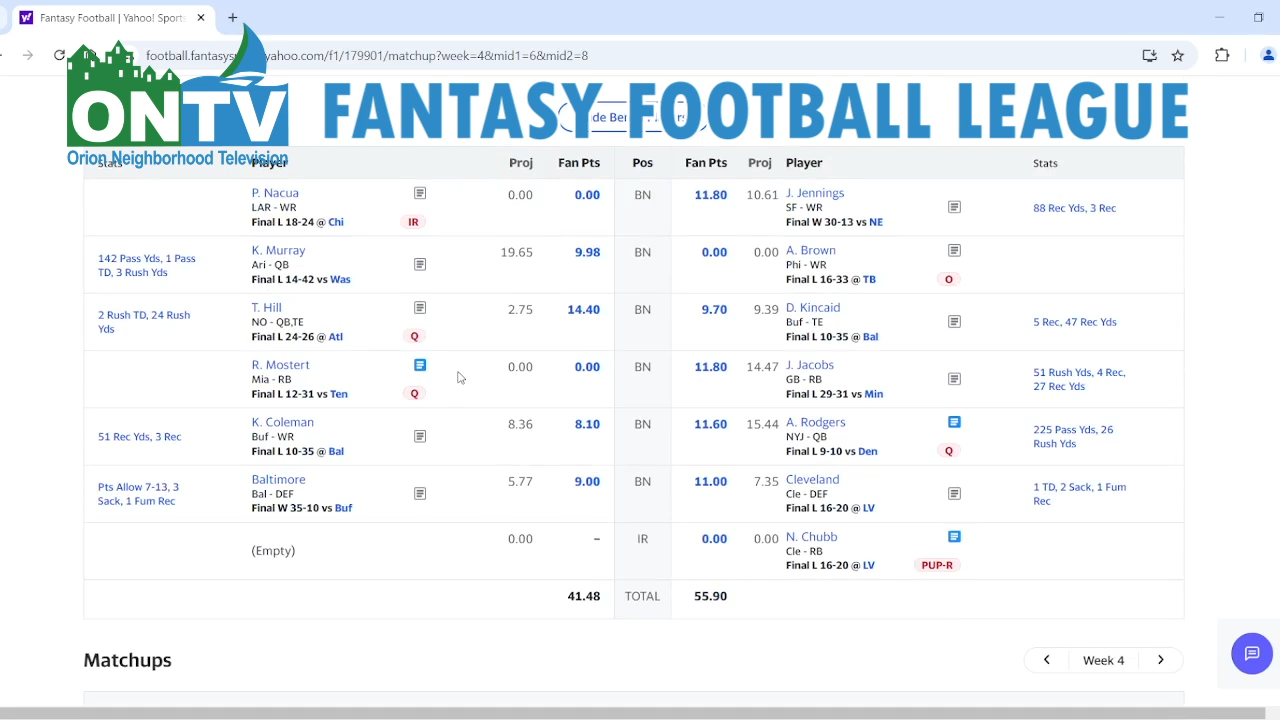 Fantasy Football | Yahoo! Sports
football.fantasys yahoo.com/f1/179901/matchup?week=4&mid1=6&mid2=8
ONTV
Orion Neighborhood Television
FANTASY FOOTBALL LEAGUE
Stats Player Proj Fan Pts Pos Fan Pts Proj Player Stats
P. Nacua 0.00 0.00 BN 11.80 10.61 J. Jennings
LAR - WR SF - WR 88 Rec Yds, 3 Rec
Final L 18-24 @ Chi IR Final W 30-13 vs NE
K. Murray 19.65 9.98 BN 0.00 0.00 A. Brown
142 Pass Yds, 1 Pass Ari - QB Phi - WR
TD, 3 Rush Yds Final L 14-42 vs Was Final L 16-33 @ TB O
T. Hill 2.75 14.40 BN 9.70 9.39 D. Kincaid
2 Rush TD, 24 Rush NO - QB,TE Buf - TE 5 Rec, 47 Rec Yds
Yds Final L 24-26 @ Atl Q Final L 10-35 @ Bal
R. Mostert 0.00 0.00 BN 11.80 14.47 J. Jacobs
Mia - RB GB - RB 51 Rush Yds, 4 Rec,
Final L 12-31 vs Ten Q Final L 29-31 vs Min 27 Rec Yds
K. Coleman 8.36 8.10 BN 11.60 15.44 A. Rodgers
51 Rec Yds, 3 Rec Buf - WR NYJ - QB 225 Pass Yds, 26
Final L 10-35 @ Bal Final L 9-10 vs Den Q Rush Yds
Baltimore 5.77 9.00 BN 11.00 7.35 Cleveland
Pts Allow 7-13, 3 Bal - DEF Cle - DEF 1 TD, 2 Sack, 1 Fum
Sack, 1 Fum Rec Final W 35-10 vs Buf Final L 16-20 @ LV Rec
(Empty) 0.00 – IR 0.00 0.00 N. Chubb
Cle - RB
Final L 16-20 @ LV PUP-R
41.48 TOTAL 55.90
Matchups Week 4